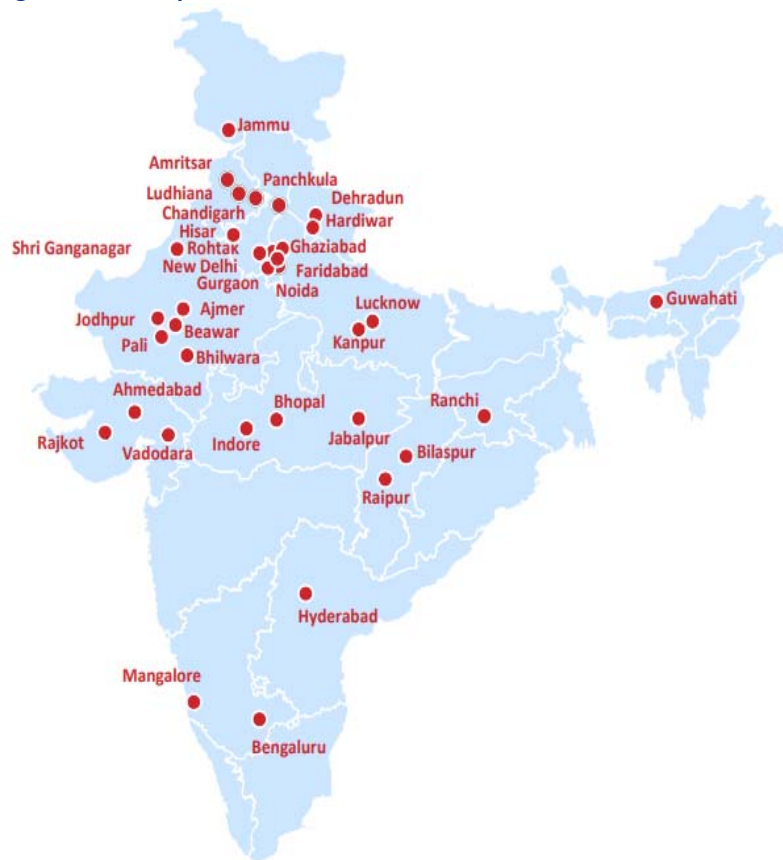 Jammu
Amritsar
Panchkula
Ludhiana
Dehradun
Chandigarh
Hardiwar
Hisar
Shri Ganganagar
Rohtak
Ghaziabad
New Delhi
Faridabad
Gurgaon
Noida
Guwahati
Ajmer
Lucknow
Jodhpur
Beawar
Kanpur
Pali
Bhilwara
Ahmedabad
Bhopal
Ranchi
Rajkot
Indore
Jabalpur
Vadodara
Bilaspur
Raipur
Hyderabad
Mangalore
Bengaluru